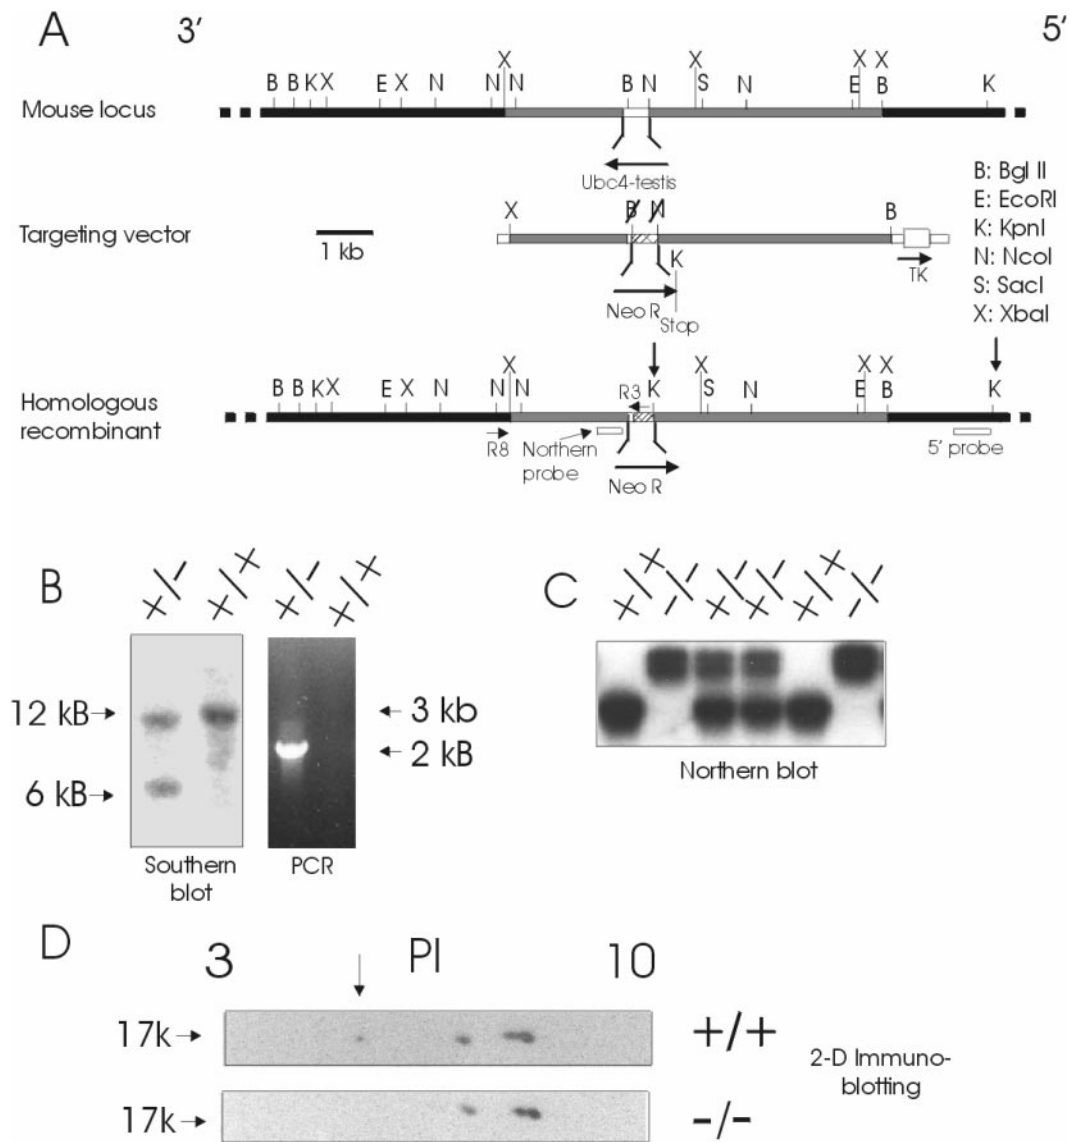 A
3' 5'
X X X X
B B K X E X N N N B N S N E B K
Mouse locus
Ubc4-testis
B: Bgl II
E: EcoRI
K: KpnI
N: NcoI
S: SacI
X: XbaI
X B N B
Targeting vector
1 kb
K
TK
Neo R
Stop
X X X X
B B K X E X N N N R3 K S N E B K
Homologous
recombinant
R8
Northern
probe
5' probe
Neo R
B
+/- +/+ +/- +/+
12 kB
6 kB
3 kb
2 kB
Southern
blot
PCR
C
+/+ -/- +/- +/- +/+ -/-
Northern blot
D
3 PI 10
17k
+/+
2-D Immuno-
blotting
17k
-/-